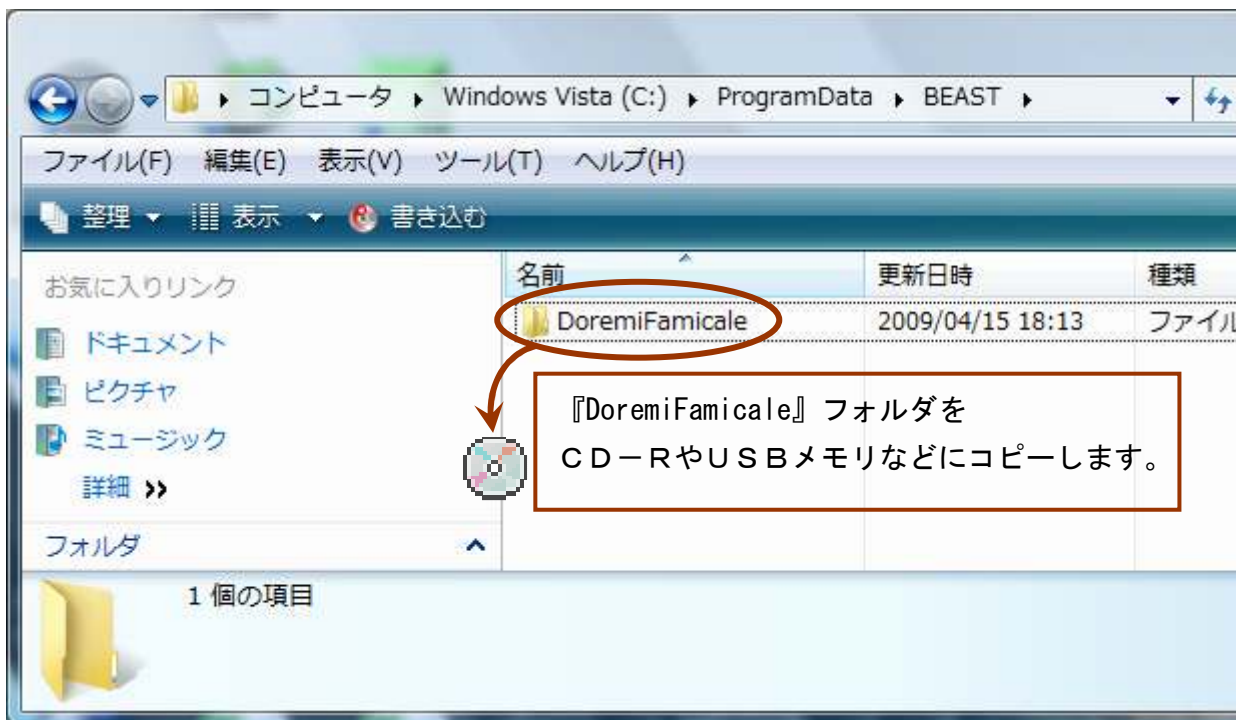 コンピュータ Windows Vista (C:) ProgramData BEAST
ファイル(F) 編集(E) 表示(V) ツール(T) ヘルプ(H)
整理 表示 書き込む
お気に入りリンク
ドキュメント
ピクチャ
ミュージック
詳細 >>
フォルダ
名前 更新日時 種類
DoremiFamicale 2009/04/15 18:13 ファイル
『DoremiFamicale』フォルダを
ＣＤ－ＲやＵＳＢメモリなどにコピーします。
1 個の項目